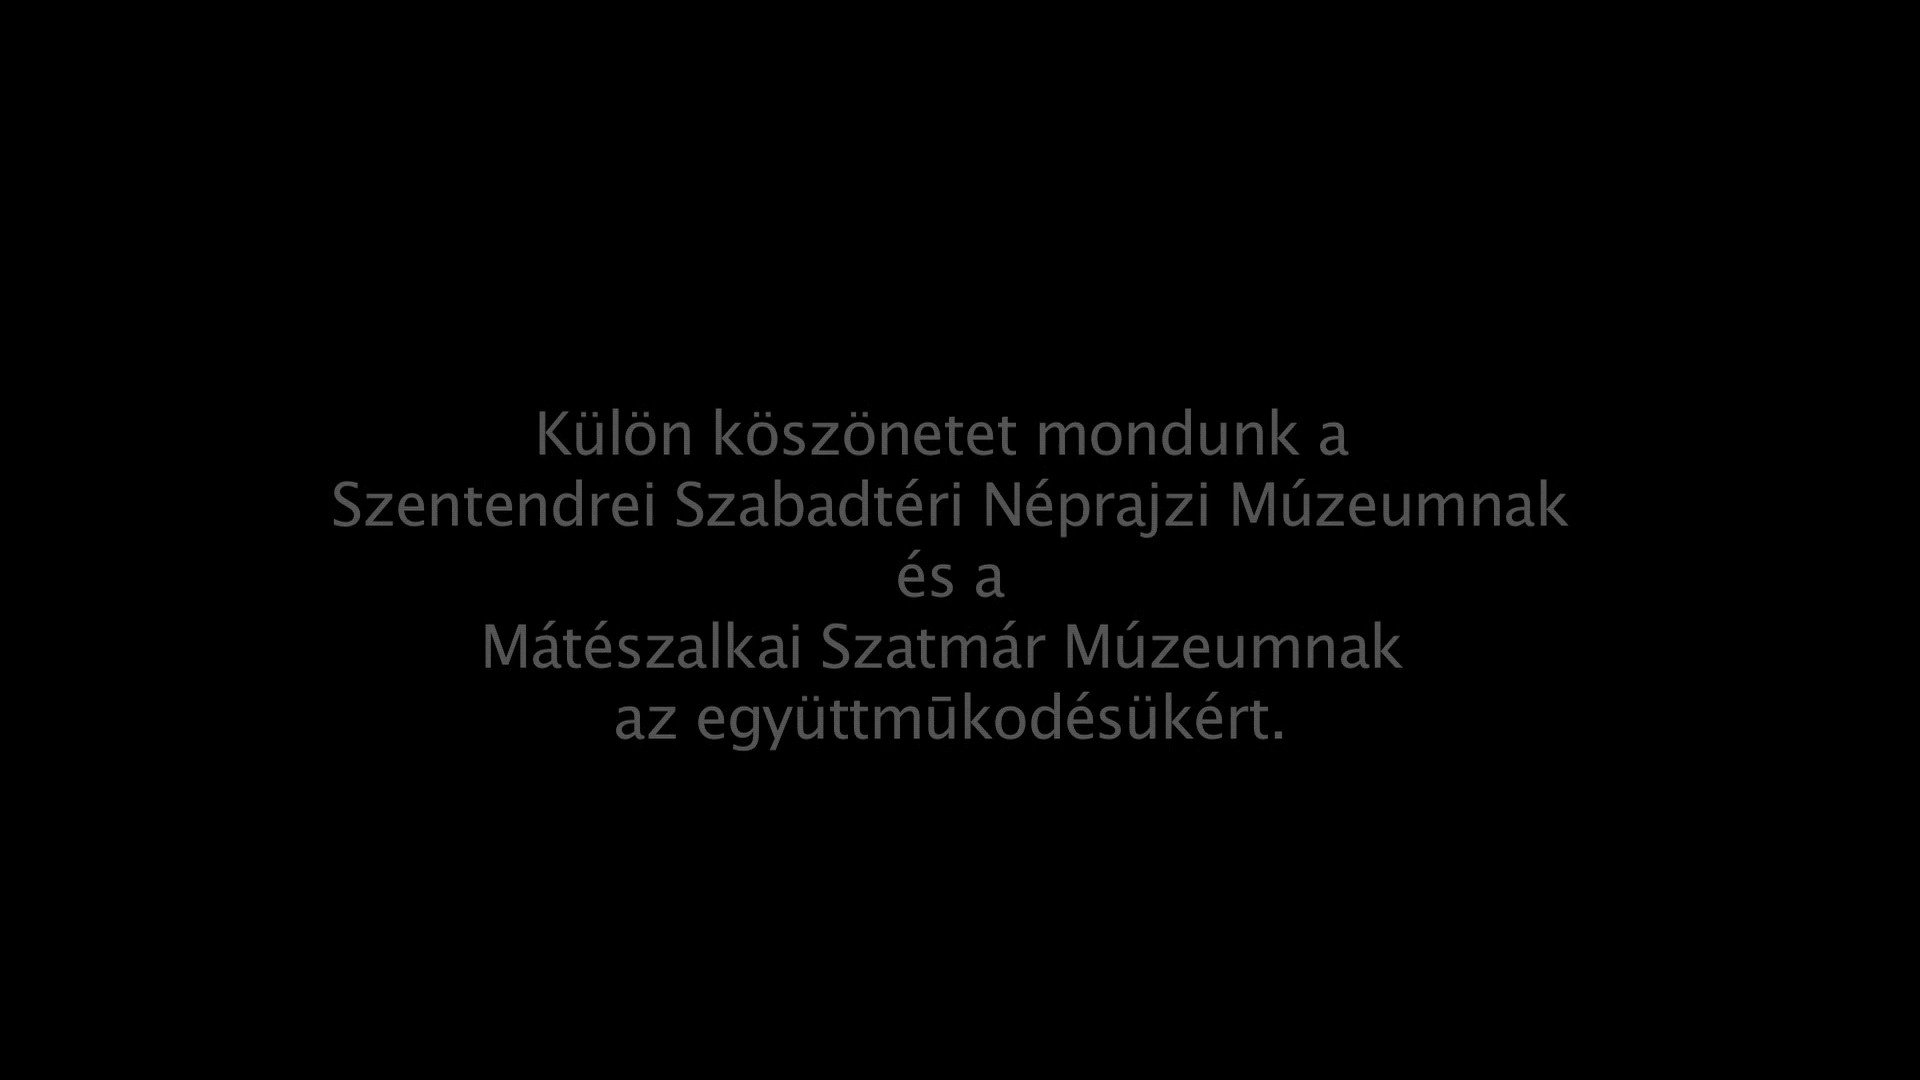 Külön köszönetet mondunk a
Szentendrei Szabadtéri Néprajzi Múzeumnak
és a
Mátészalkai Szatmár Múzeumnak
az együttmūkodésükért.